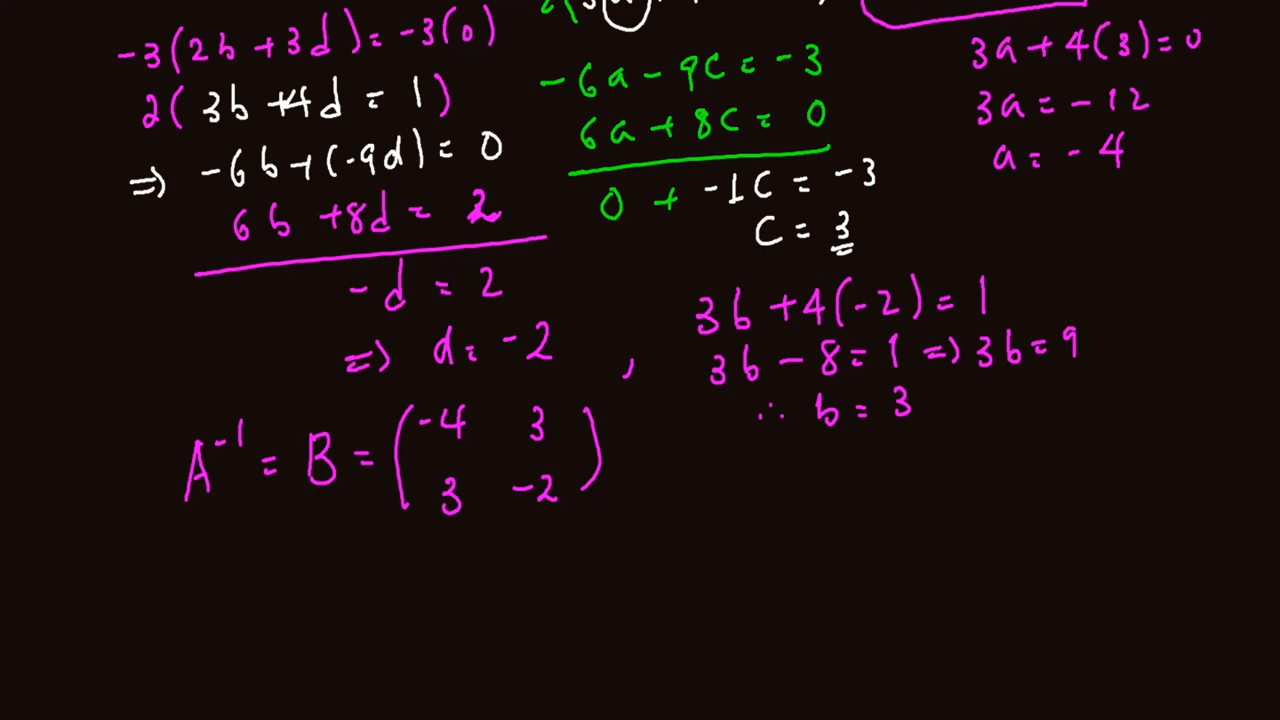 -3(2b + 3d) = -3(0)
2( 3b + 4d = 1 )
⇒ -6b + (-9d) = 0
6b + 8d = 2
-d = 2
⇒ d = -2 ,
-6a - 9c = -3
6a + 8c = 0
0 + -1c = -3
c = 3
3a + 4(3) = 0
3a = -12
a = -4
3b + 4(-2) = 1
3b - 8 = 1 ⇒ 3b = 9
∴ b = 3
A⁻¹ = B = ( -4 3
3 -2 )